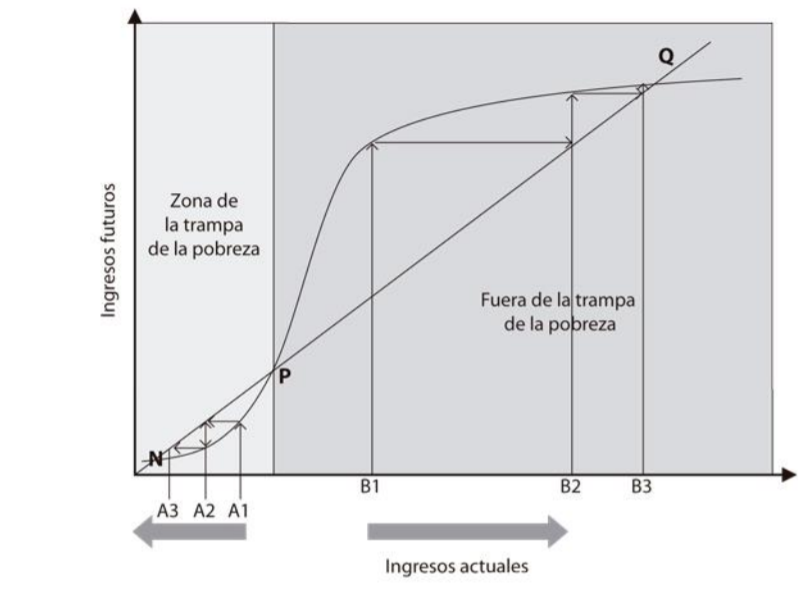 Q
Zona de
la trampa
de la pobreza
Ingresos futuros
Fuera de la trampa
de la pobreza
P
N
B1 B2 B3
A3 A2 A1
Ingresos actuales